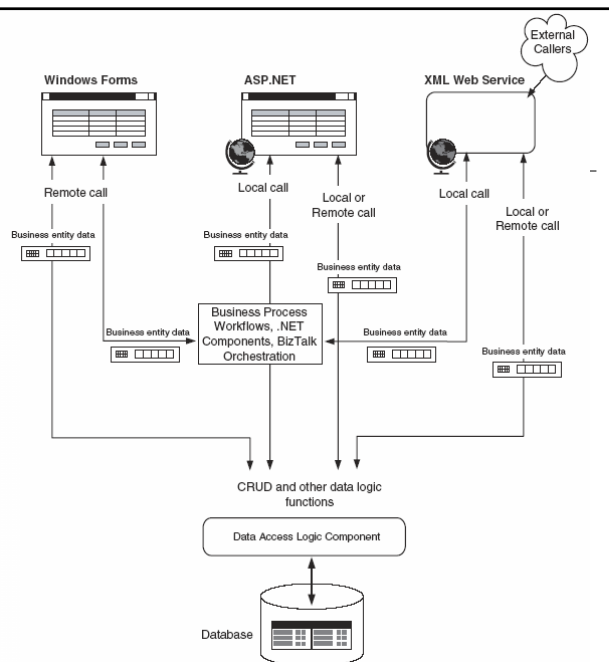 External
Callers
Windows Forms
ASP.NET
XML Web Service
Remote call
Local call
Local or
Remote call
Local call
Local or
Remote call
Business entity data
Business entity data
Business entity data
Business Process
Workflows, .NET
Components, BizTalk
Orchestration
Business entity data
Business entity data
Business entity data
CRUD and other data logic
functions
Data Access Logic Component
Database